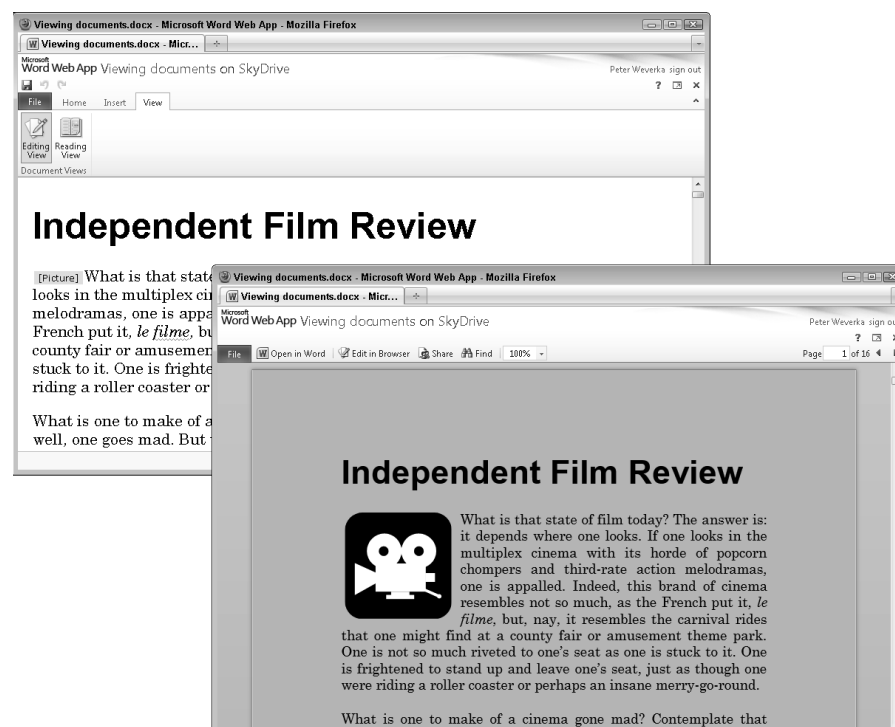 Viewing documents.docx - Microsoft Word Web App - Mozilla Firefox
Viewing documents.docx - Micr...
Microsoft
Word Web App Viewing documents on SkyDrive
Peter Weverka sign out
File Home Insert View
Editing View
Reading View
Document Views
Independent Film Review
[Picture] What is that state
looks in the multiplex ci
melodramas, one is appa
French put it, le filme, bu
county fair or amusemen
stuck to it. One is frighte
riding a roller coaster or
What is one to make of a
well, one goes mad. But
Viewing documents.docx - Microsoft Word Web App - Mozilla Firefox
Viewing documents.docx - Micr...
Microsoft
Word Web App Viewing documents on SkyDrive
Peter Weverka sign ou
File Open in Word Edit in Browser Share Find 100% Page 1 of 16
Independent Film Review
What is that state of film today? The answer is:
it depends where one looks. If one looks in the
multiplex cinema with its horde of popcorn
chompers and third-rate action melodramas,
one is appalled. Indeed, this brand of cinema
resembles not so much, as the French put it, le
filme, but, nay, it resembles the carnival rides
that one might find at a county fair or amusement theme park.
One is not so much riveted to one's seat as one is stuck to it. One
is frightened to stand up and leave one's seat, just as though one
were riding a roller coaster or perhaps an insane merry-go-round.
What is one to make of a cinema gone mad? Contemplate that